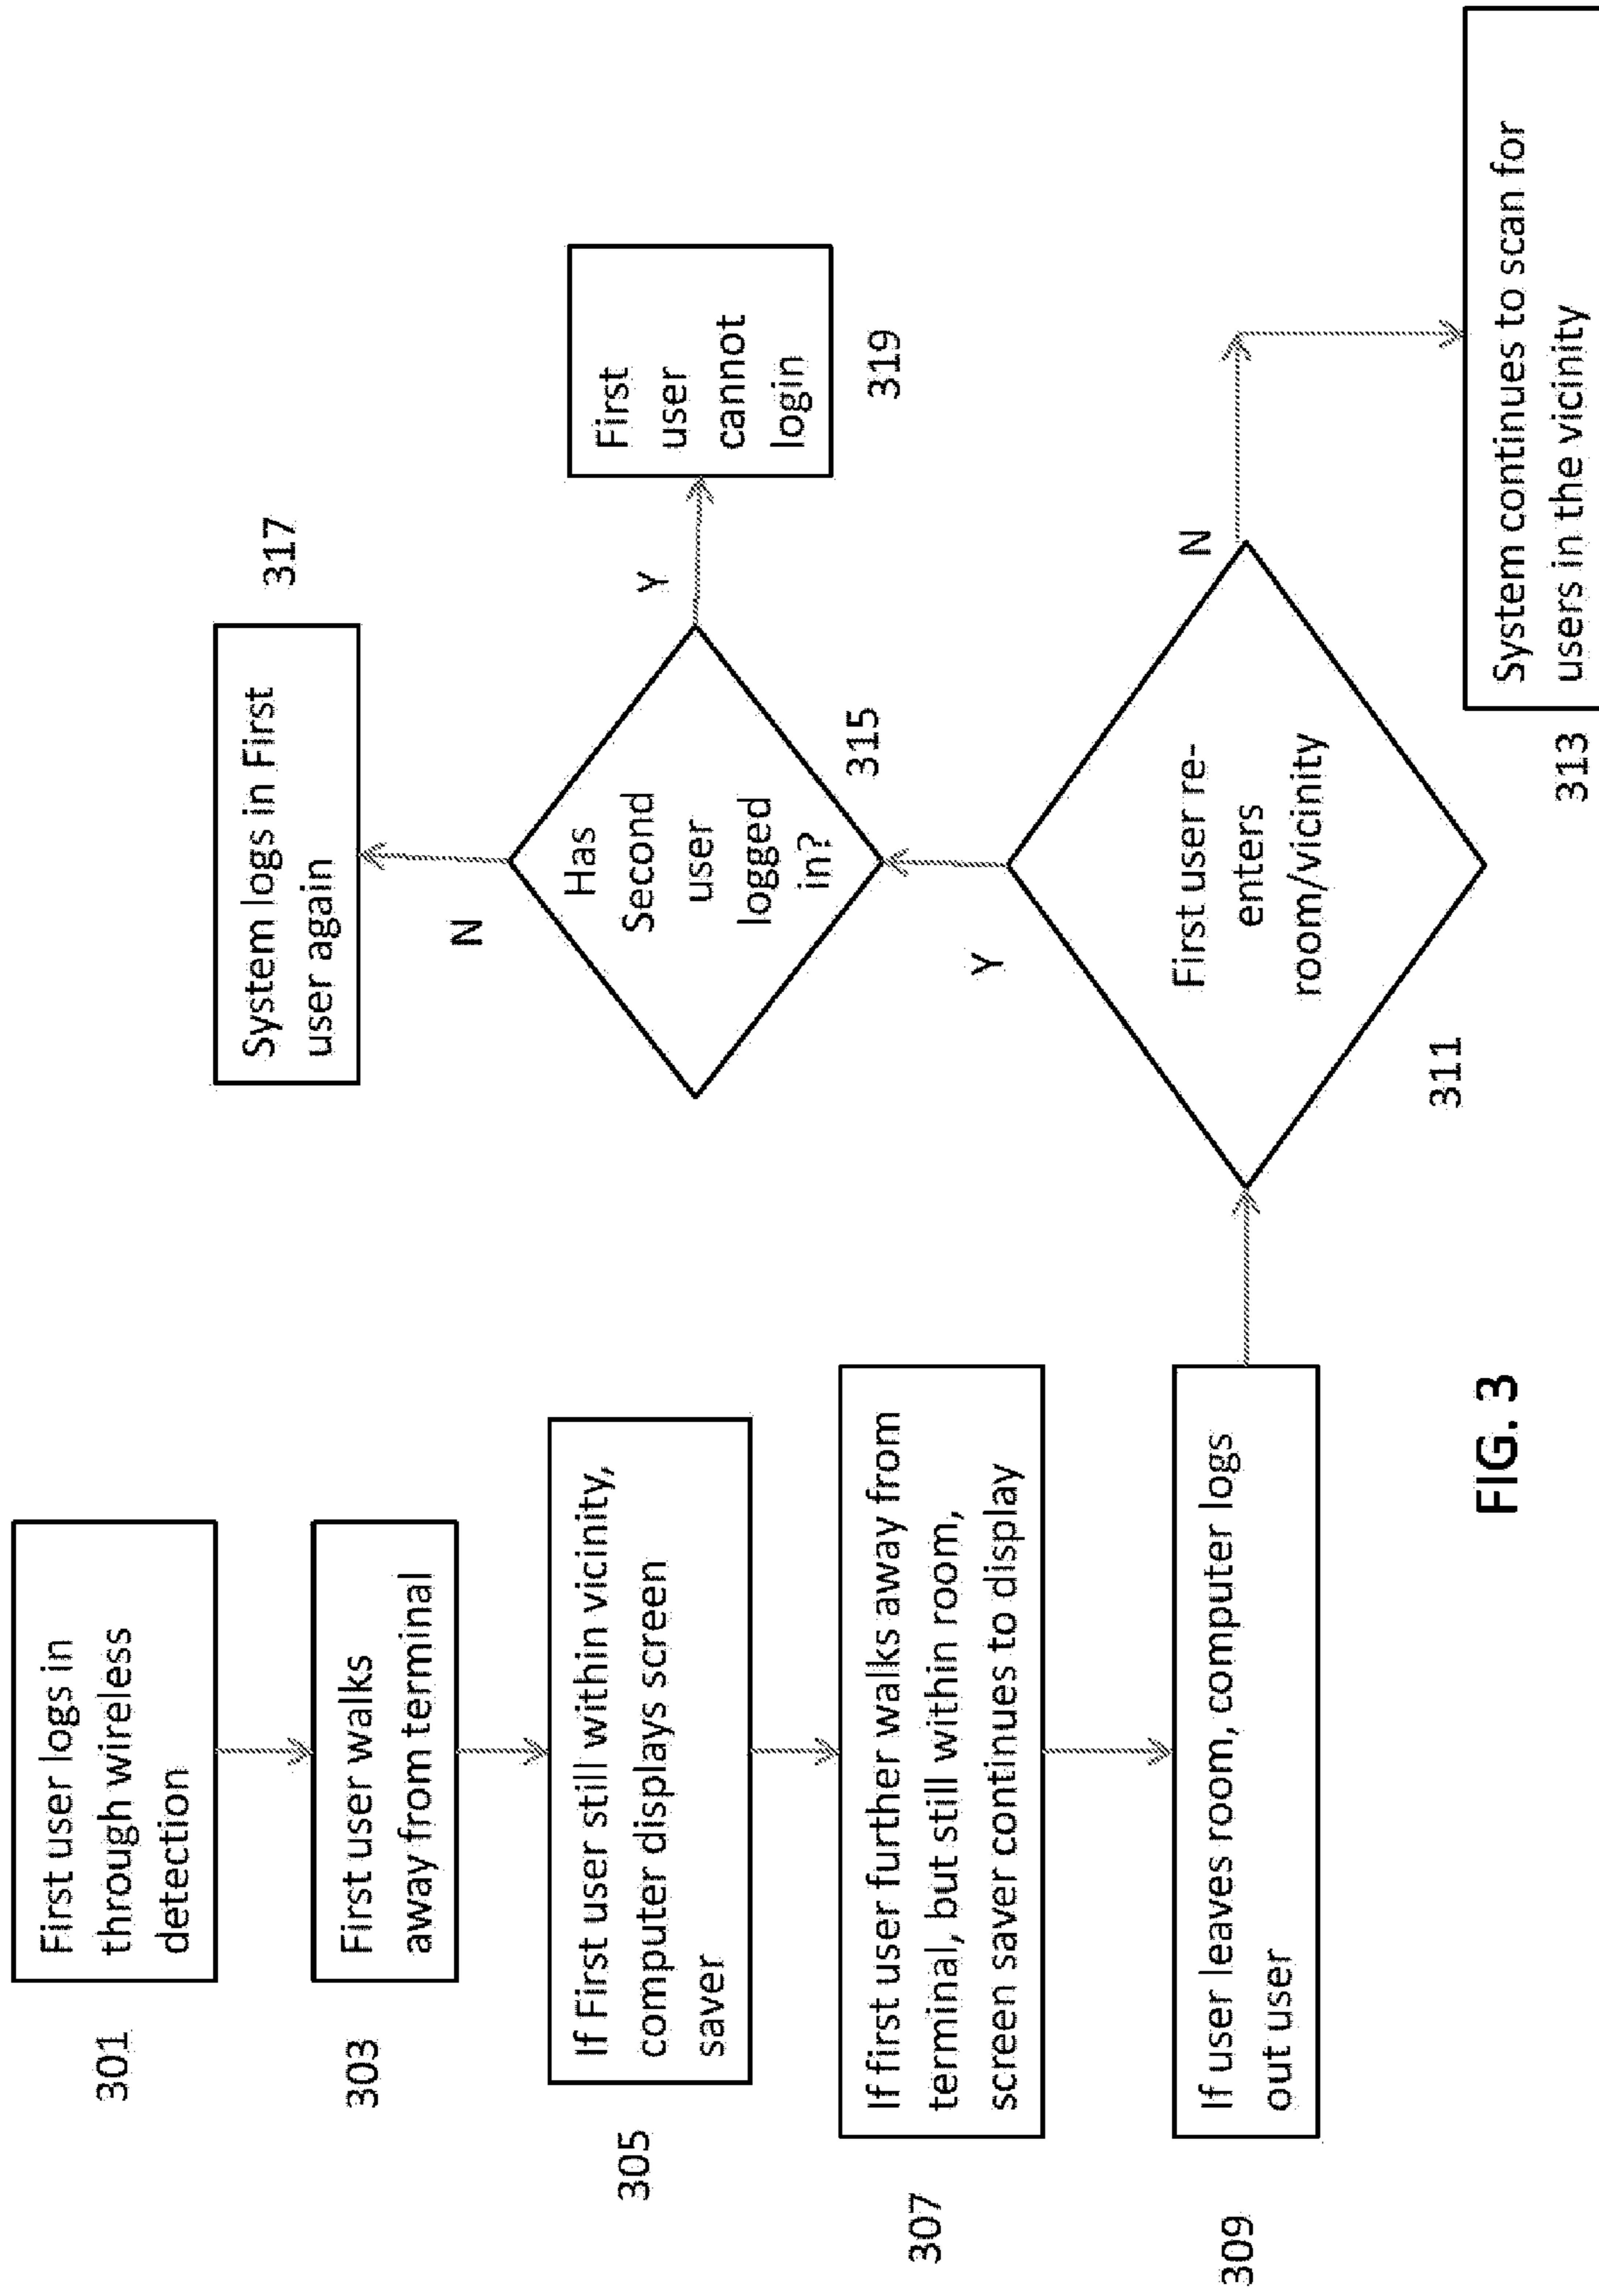 301
First user logs in
through wireless
detection
303
First user walks
away from terminal
305
If First user still within vicinity,
computer displays screen
saver
307
If first user further walks away from
terminal, but still within room,
screen saver continues to display
309
If user leaves room, computer logs
out user
311
First user re-
enters
room/vicinity
Y
N
313
System continues to scan for
users in the vicinity
315
Has
Second
user
logged
in?
N
Y
317
System logs in First
user again
319
First
user
cannot
login
FIG. 3